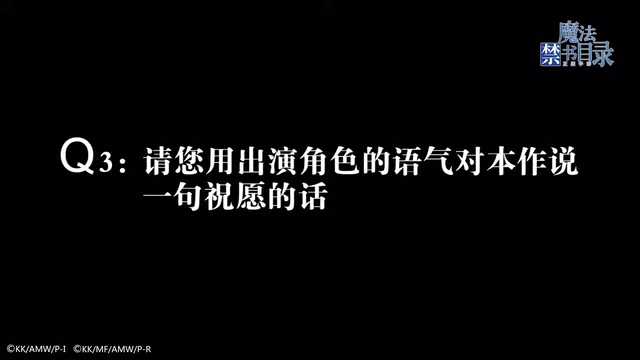 魔法
禁书目录
Q3：请您用出演角色的语气对本作说
一句祝愿的话
©KK/AMW/P-I ©KK/MF/AMW/P-R